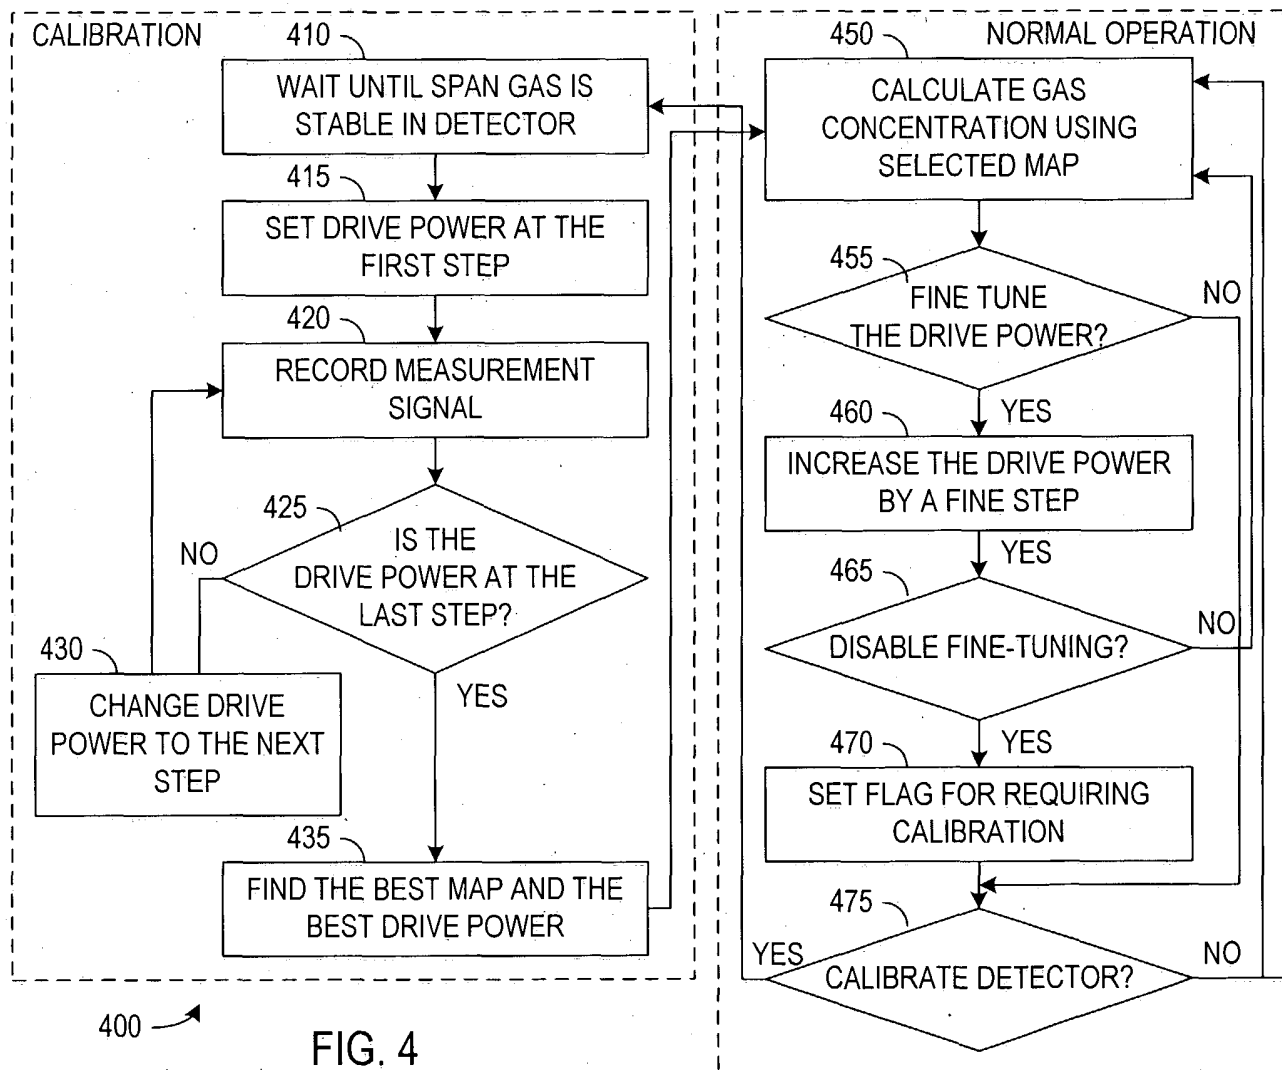 CALIBRATION
410
WAIT UNTIL SPAN GAS IS
STABLE IN DETECTOR
415
SET DRIVE POWER AT THE
FIRST STEP
420
RECORD MEASUREMENT
SIGNAL
425
IS THE
DRIVE POWER AT THE
LAST STEP?
NO
YES
430
CHANGE DRIVE
POWER TO THE NEXT
STEP
435
FIND THE BEST MAP AND THE
BEST DRIVE POWER
400
FIG. 4
NORMAL OPERATION
450
CALCULATE GAS
CONCENTRATION USING
SELECTED MAP
455
FINE TUNE
THE DRIVE POWER?
NO
YES
460
INCREASE THE DRIVE POWER
BY A FINE STEP
YES
465
DISABLE FINE-TUNING?
NO
YES
470
SET FLAG FOR REQUIRING
CALIBRATION
475
YES
CALIBRATE DETECTOR?
NO